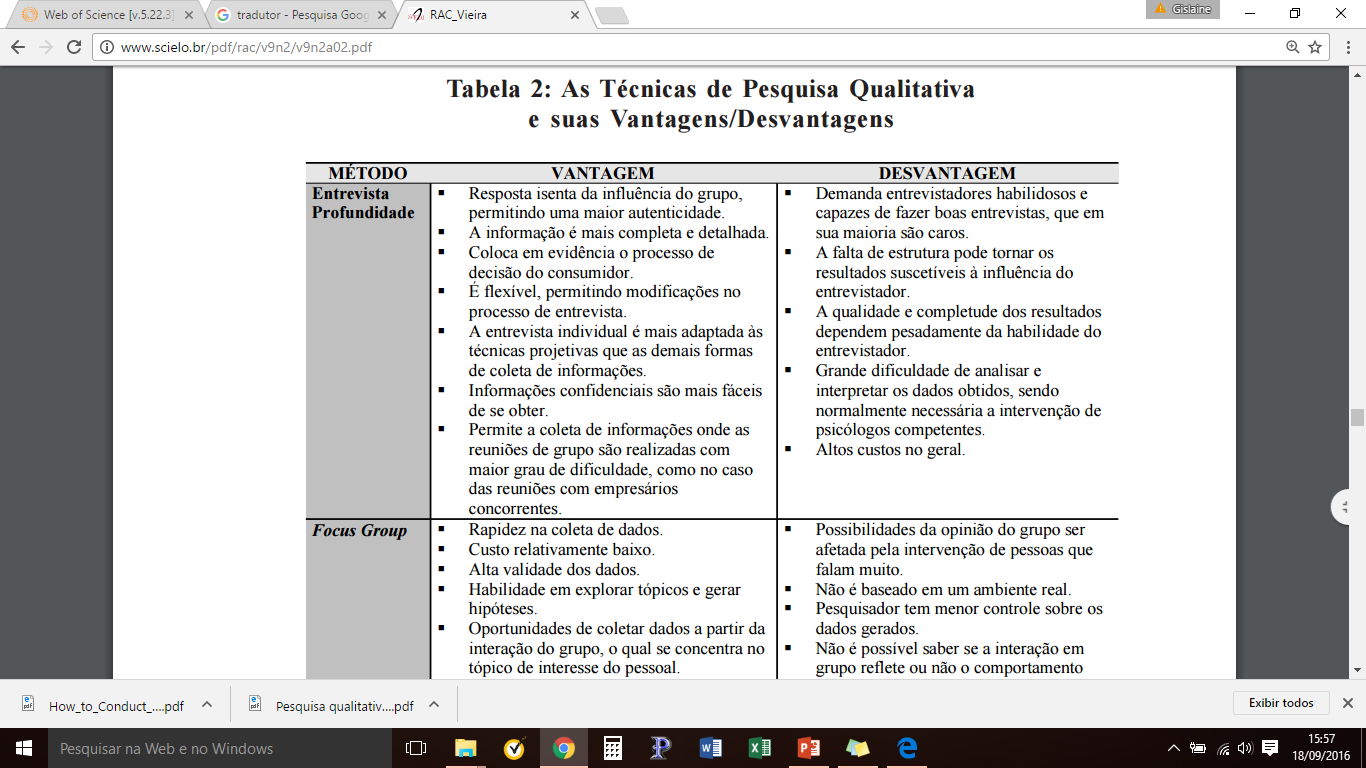 Web of Science [v.5.22.3]
tradutor - Pesquisa Goog
RAC_Vieira
Gislaine
www.scielo.br/pdf/rac/v9n2/v9n2a02.pdf
Tabela 2: As Técnicas de Pesquisa Qualitativa
e suas Vantagens/Desvantagens
MÉTODO VANTAGEM DESVANTAGEM
Entrevista
Profundidade
▪ Resposta isenta da influência do grupo,
permitindo uma maior autenticidade.
▪ A informação é mais completa e detalhada.
▪ Coloca em evidência o processo de
decisão do consumidor.
▪ É flexível, permitindo modificações no
processo de entrevista.
▪ A entrevista individual é mais adaptada às
técnicas projetivas que as demais formas
de coleta de informações.
▪ Informações confidenciais são mais fáceis
de se obter.
▪ Permite a coleta de informações onde as
reuniões de grupo são realizadas com
maior grau de dificuldade, como no caso
das reuniões com empresários
concorrentes.
▪ Demanda entrevistadores habilidosos e
capazes de fazer boas entrevistas, que em
sua maioria são caros.
▪ A falta de estrutura pode tornar os
resultados suscetíveis à influência do
entrevistador.
▪ A qualidade e completude dos resultados
dependem pesadamente da habilidade do
entrevistador.
▪ Grande dificuldade de analisar e
interpretar os dados obtidos, sendo
normalmente necessária a intervenção de
psicólogos competentes.
▪ Altos custos no geral.
Focus Group
▪ Rapidez na coleta de dados.
▪ Custo relativamente baixo.
▪ Alta validade dos dados.
▪ Habilidade em explorar tópicos e gerar
hipóteses.
▪ Oportunidades de coletar dados a partir da
interação do grupo, o qual se concentra no
tópico de interesse do pessoal.
▪ Possibilidades da opinião do grupo ser
afetada pela intervenção de pessoas que
falam muito.
▪ Não é baseado em um ambiente real.
▪ Pesquisador tem menor controle sobre os
dados gerados.
▪ Não é possível saber se a interação em
grupo reflete ou não o comportamento
How_to_Conduct_....pdf
Pesquisa qualitativ....pdf
Exibir todos
Pesquisar na Web e no Windows
15:57
18/09/2016